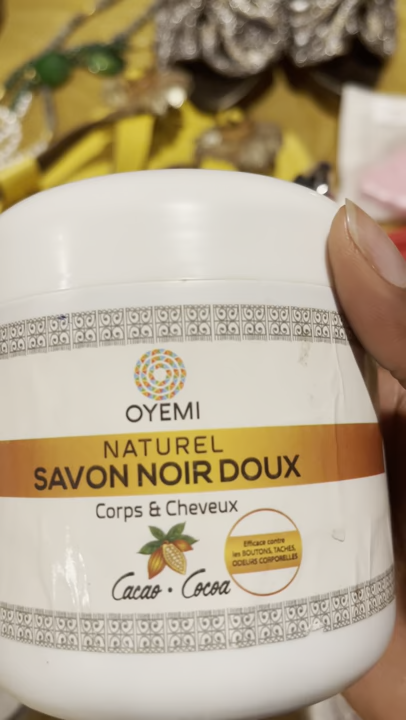 OYEMI
NATUREL
SAVON NOIR DOUX
Corps & Cheveux
Efficace contre
les BOUTONS, TACHES,
ODEURS CORPORELLES
Cacao • Cocoa